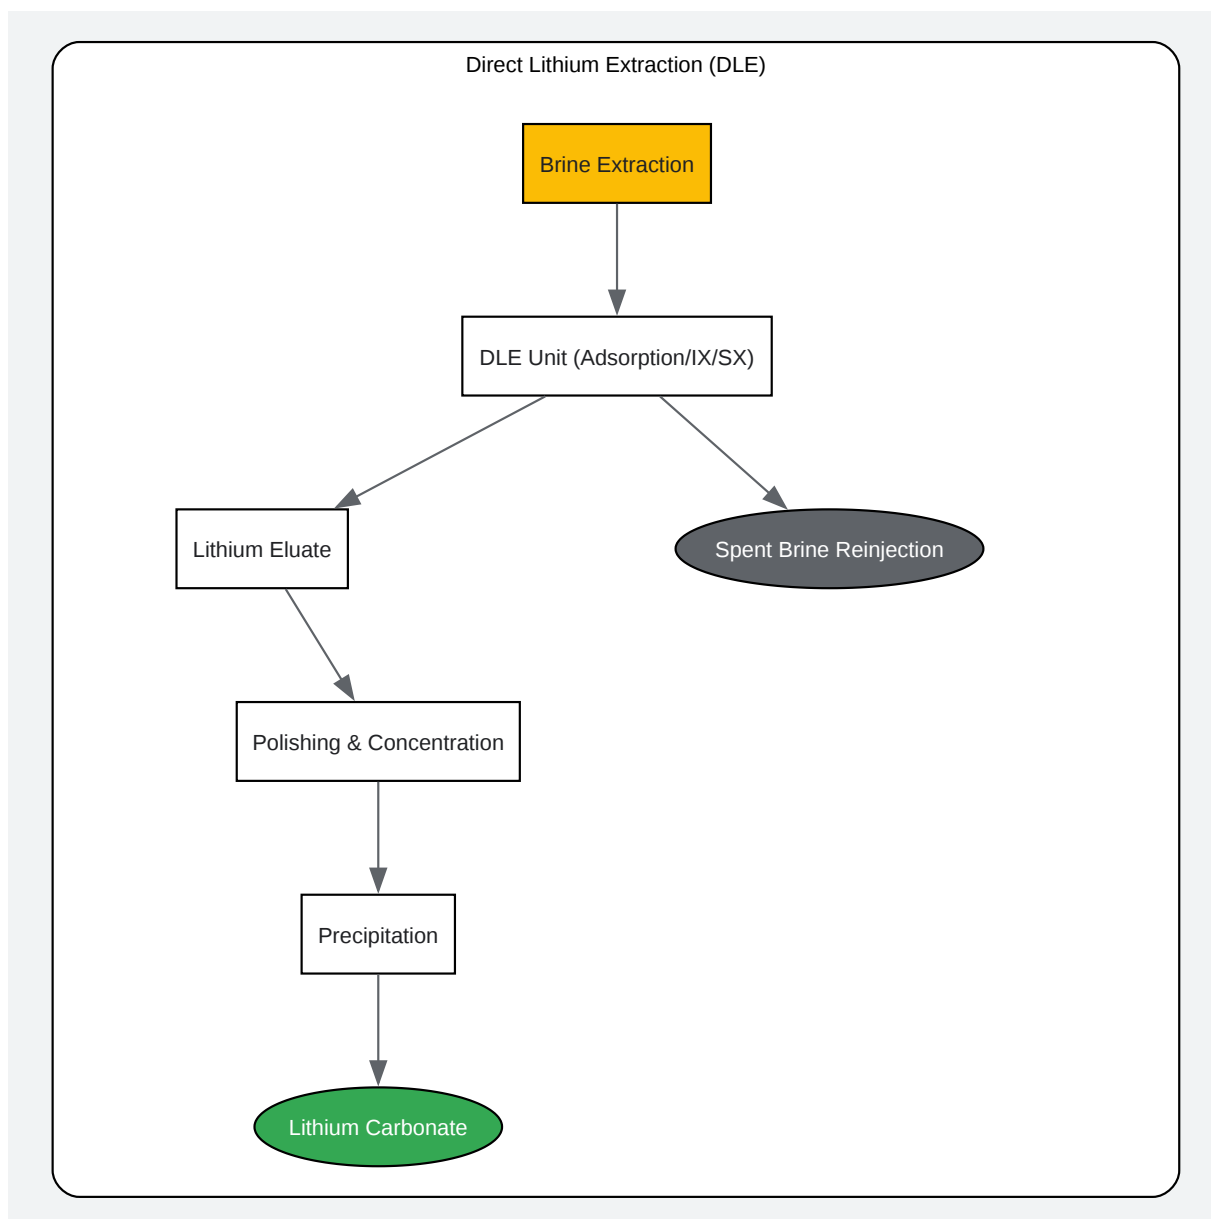 Direct Lithium Extraction (DLE)
Brine Extraction
DLE Unit (Adsorption/IX/SX)
Lithium Eluate
Spent Brine Reinjection
Polishing & Concentration
Precipitation
Lithium Carbonate